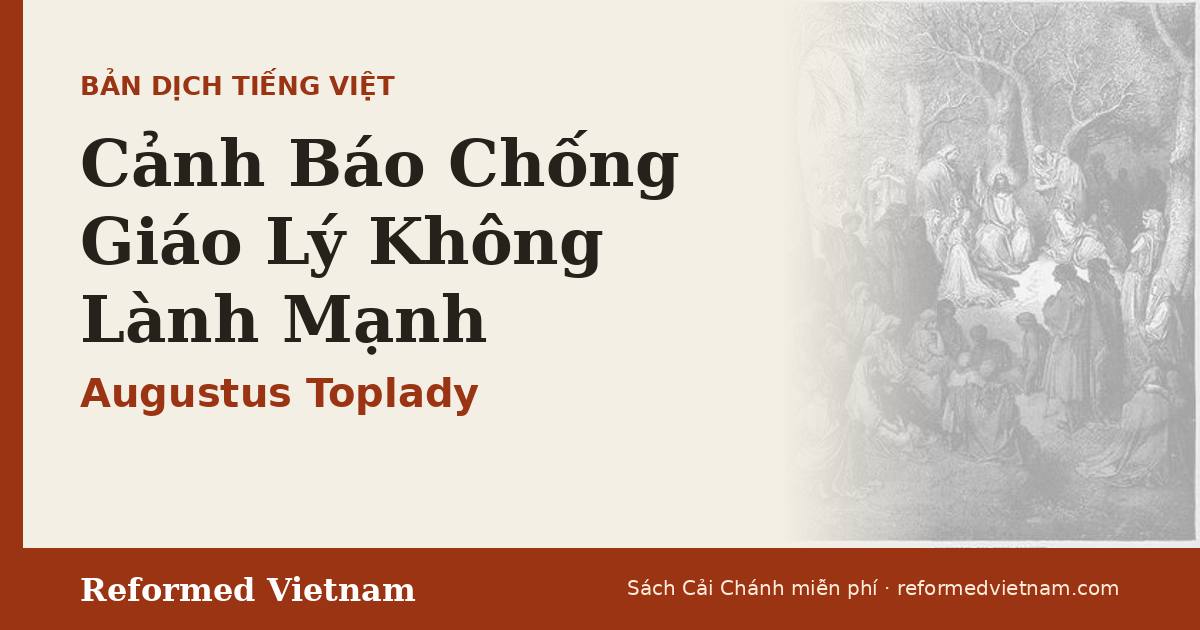 BẢN DỊCH TIẾNG VIỆT
Cảnh Báo Chống
Giáo Lý Không
Lành Mạnh
Augustus Toplady
Reformed Vietnam
Sách Cải Chánh miễn phí · reformedvietnam.com